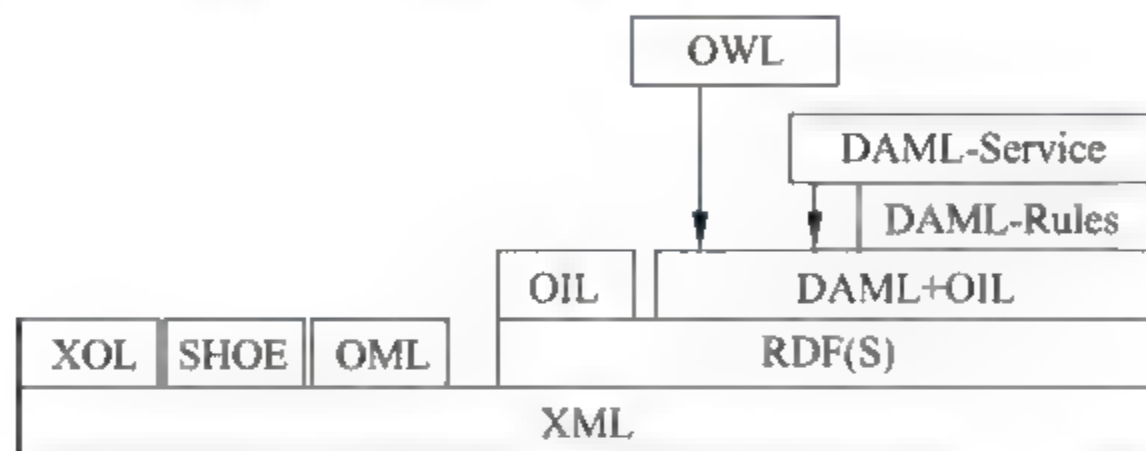 OWL
DAML-Service
DAML-Rules
OIL
DAML+OIL
XOL
SHOE
OML
RDF(S)
XML